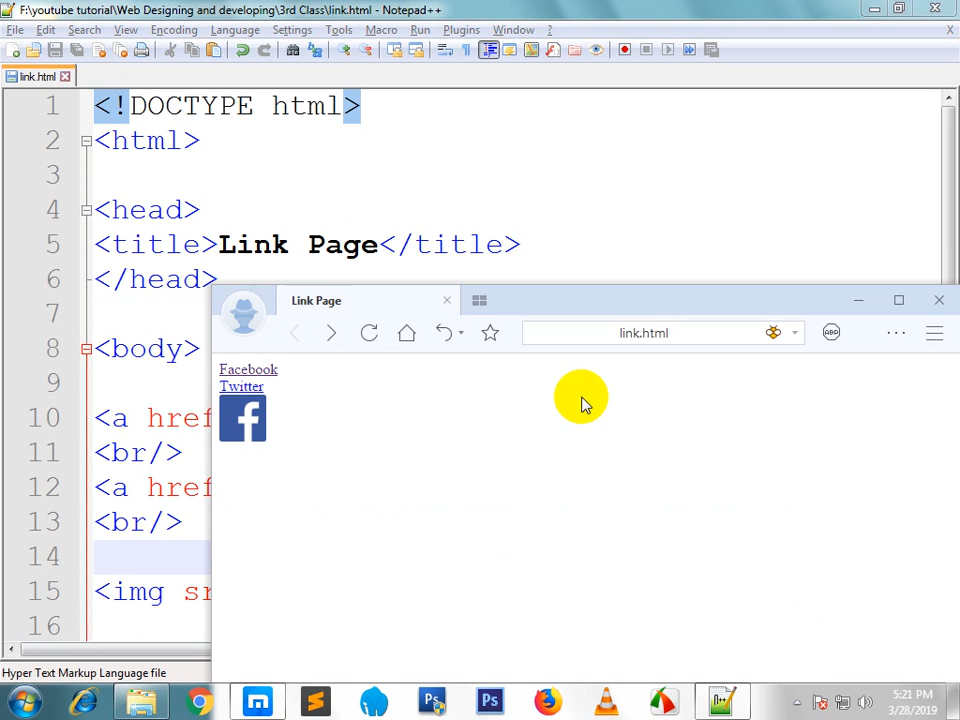 F:\youtube tutorial\Web Designing and developing\3rd Class\link.html - Notepad++
File Edit Search View Encoding Language Settings Tools Macro Run Plugins Window ? X
link.html
1 <!DOCTYPE html>
2 <html>
3
4 <head>
5 <title>Link Page</title>
6 </head>
7
8 <body>
9
10 <a href
11 <br/>
12 <a href
13 <br/>
14
15 <img sr
16
Link Page
link.html
ABP
Facebook
Twitter
Hyper Text Markup Language file
5:21 PM
3/28/2019